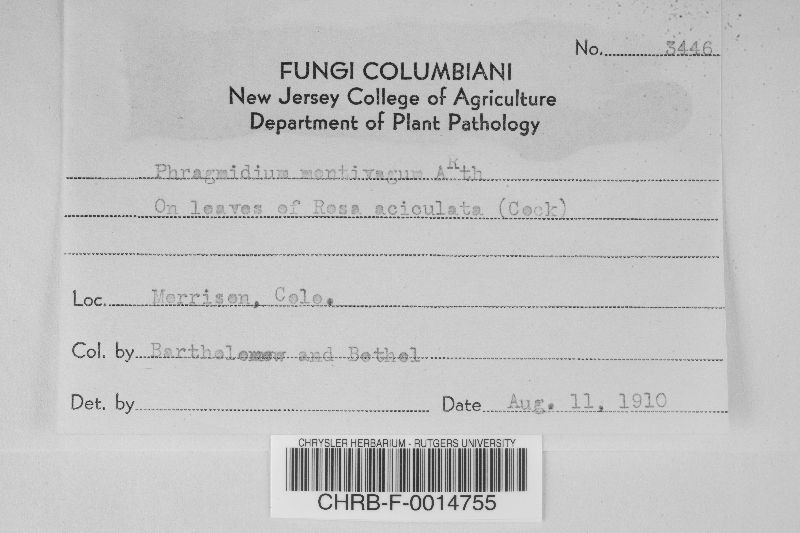 No. 3446
FUNGI COLUMBIANI
New Jersey College of Agriculture
Department of Plant Pathology
Phragmidium montivagum Arth
On leaves of Rosa aciculata (Cock)
Loc. Morrison, Colo.
Col. by Bartholomew and Bethel
Det. by
Date Aug. 11, 1910
CHRYSLER HERBARIUM - RUTGERS UNIVERSITY
CHRB-F-0014755